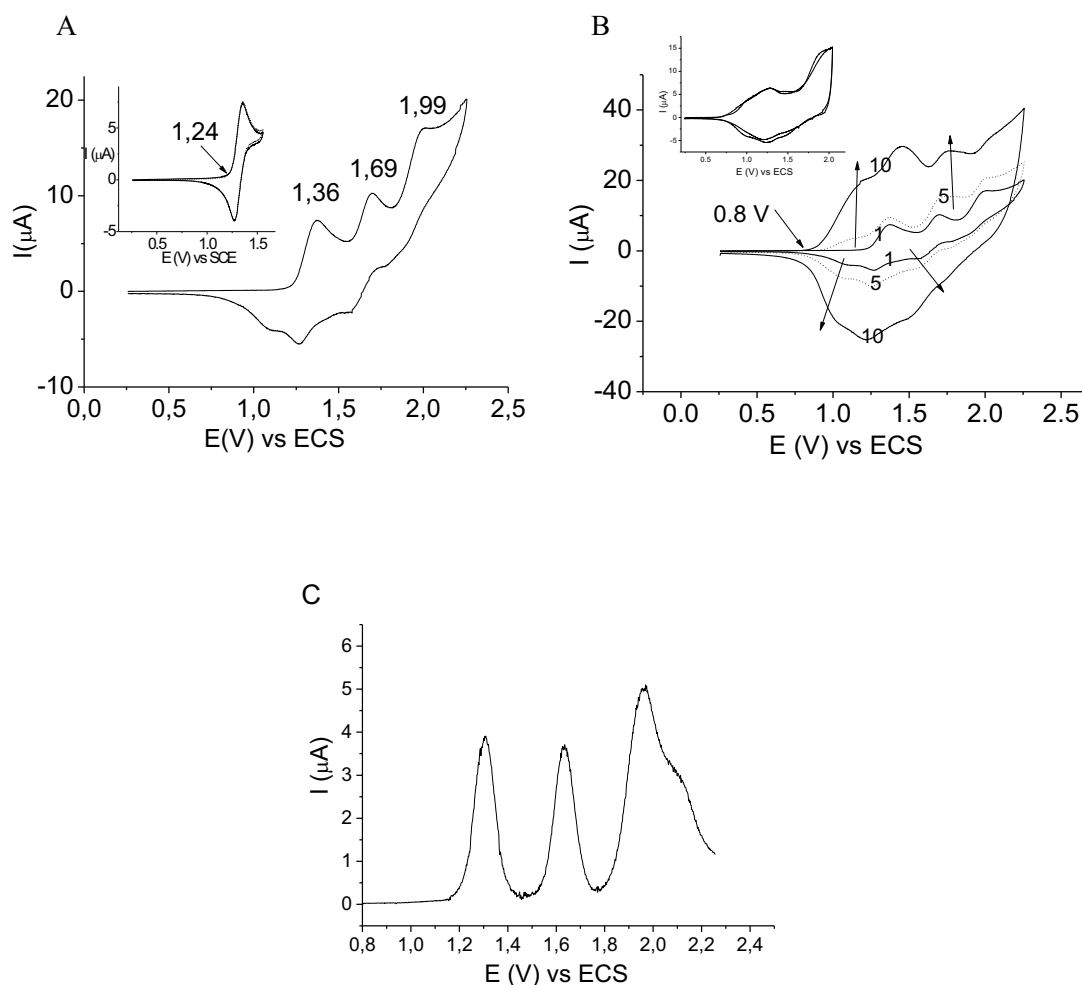 A
20
10
0
-10
I(μA)
0,0 0,5 1,0 1,5 2,0 2,5
E(V) vs ECS
1,36
1,69
1,99
5
0
-5
I (μA)
0.5 1.0 1.5
E (V) vs SCE
1,24
B
40
20
0
-20
-40
I (μA)
0.0 0.5 1.0 1.5 2.0 2.5
E (V) vs ECS
0.8 V
10
5
1
1
5
10
15
10
5
0
-5
I (μA)
0.5 1.0 1.5 2.0
E (V) vs ECS
C
6
5
4
3
2
1
0
I (μA)
0,8 1,0 1,2 1,4 1,6 1,8 2,0 2,2 2,4
E (V) vs ECS